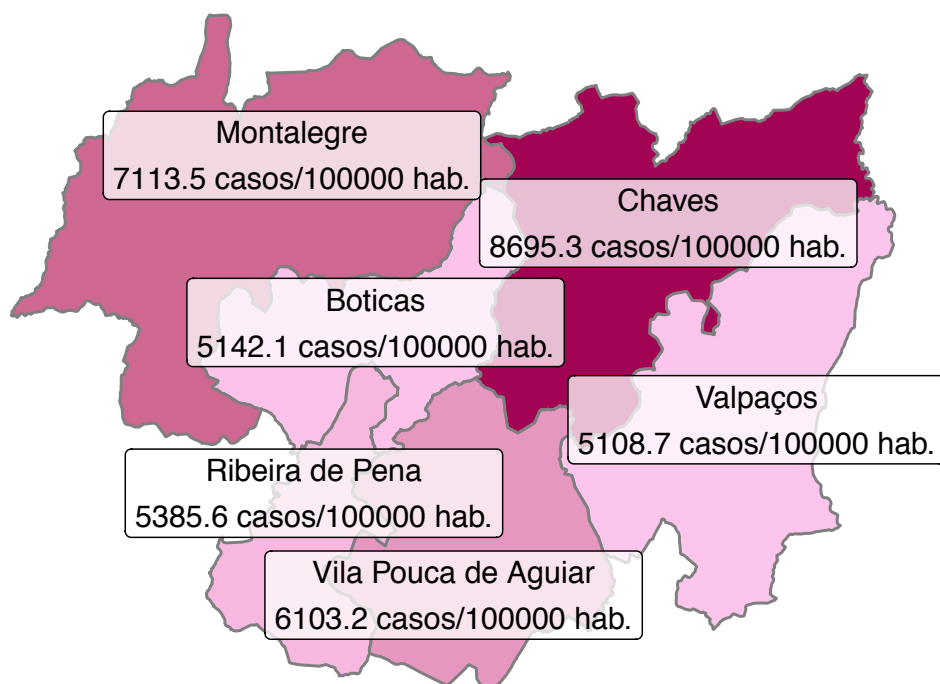 Montalegre
7113.5 casos/100000 hab.
Chaves
8695.3 casos/100000 hab.
Boticas
5142.1 casos/100000 hab.
Valpaços
5108.7 casos/100000 hab.
Ribeira de Pena
5385.6 casos/100000 hab.
Vila Pouca de Aguiar
6103.2 casos/100000 hab.